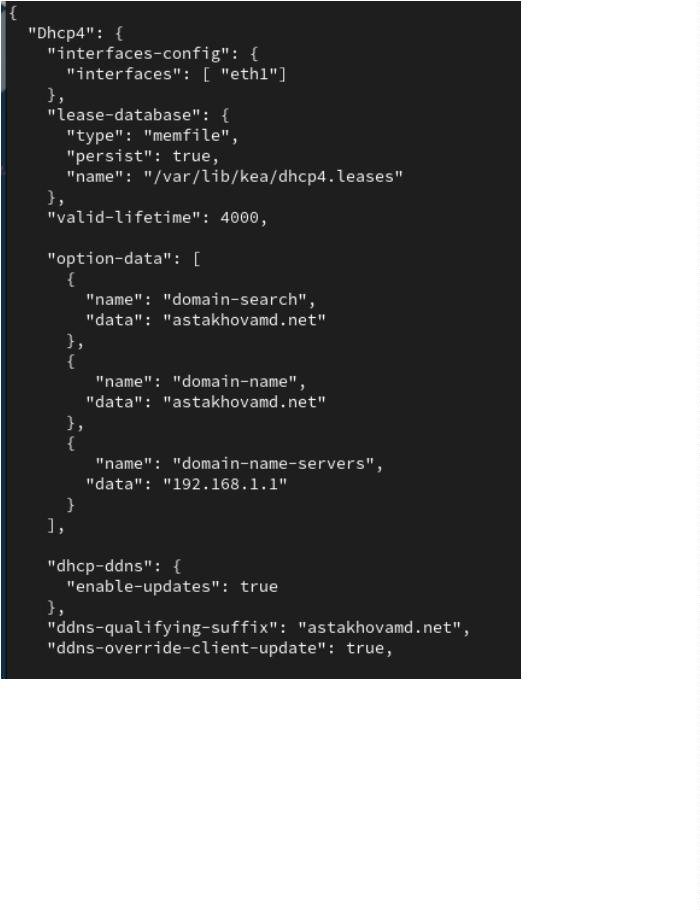 {
"Dhcp4": {
"interfaces-config": {
"interfaces": [ "eth1"]
},
"lease-database": {
"type": "memfile",
"persist": true,
"name": "/var/lib/kea/dhcp4.leases"
},
"valid-lifetime": 4000,
"option-data": [
{
"name": "domain-search",
"data": "astakhovamd.net"
},
{
"name": "domain-name",
"data": "astakhovamd.net"
},
{
"name": "domain-name-servers",
"data": "192.168.1.1"
}
],
"dhcp-ddns": {
"enable-updates": true
},
"ddns-qualifying-suffix": "astakhovamd.net",
"ddns-override-client-update": true,